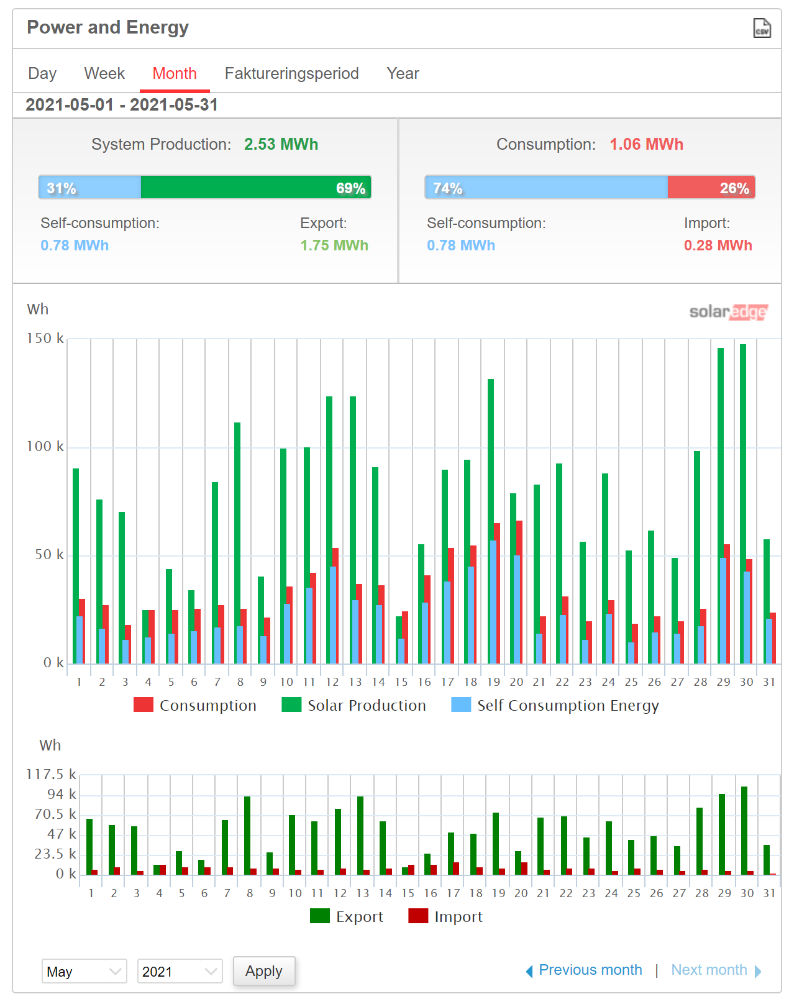 Power and Energy
CSV
Day Week Month Faktureringsperiod Year
2021-05-01 - 2021-05-31
System Production: 2.53 MWh
31% 69%
Self-consumption: Export:
0.78 MWh 1.75 MWh
Consumption: 1.06 MWh
74% 26%
Self-consumption: Import:
0.78 MWh 0.28 MWh
Wh
solaredge
150 k
100 k
50 k
0 k
1 2 3 4 5 6 7 8 9 10 11 12 13 14 15 16 17 18 19 20 21 22 23 24 25 26 27 28 29 30 31
Consumption Solar Production Self Consumption Energy
Wh
117.5 k
94 k
70.5 k
47 k
23.5 k
0 k
1 2 3 4 5 6 7 8 9 10 11 12 13 14 15 16 17 18 19 20 21 22 23 24 25 26 27 28 29 30 31
Export Import
May 2021 Apply Previous month | Next month